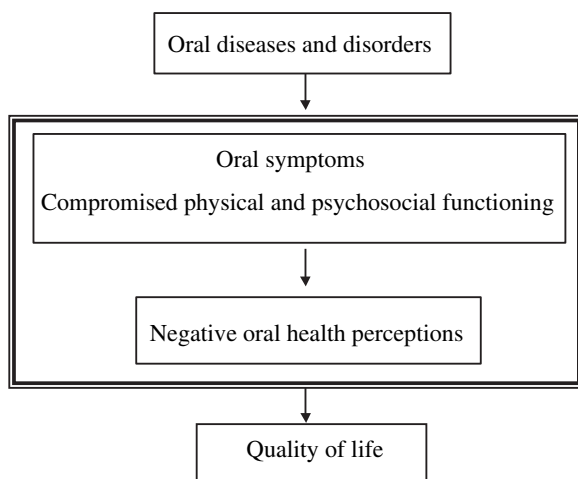 Oral diseases and disorders
Oral symptoms
Compromised physical and psychosocial functioning
Negative oral health perceptions
Quality of life